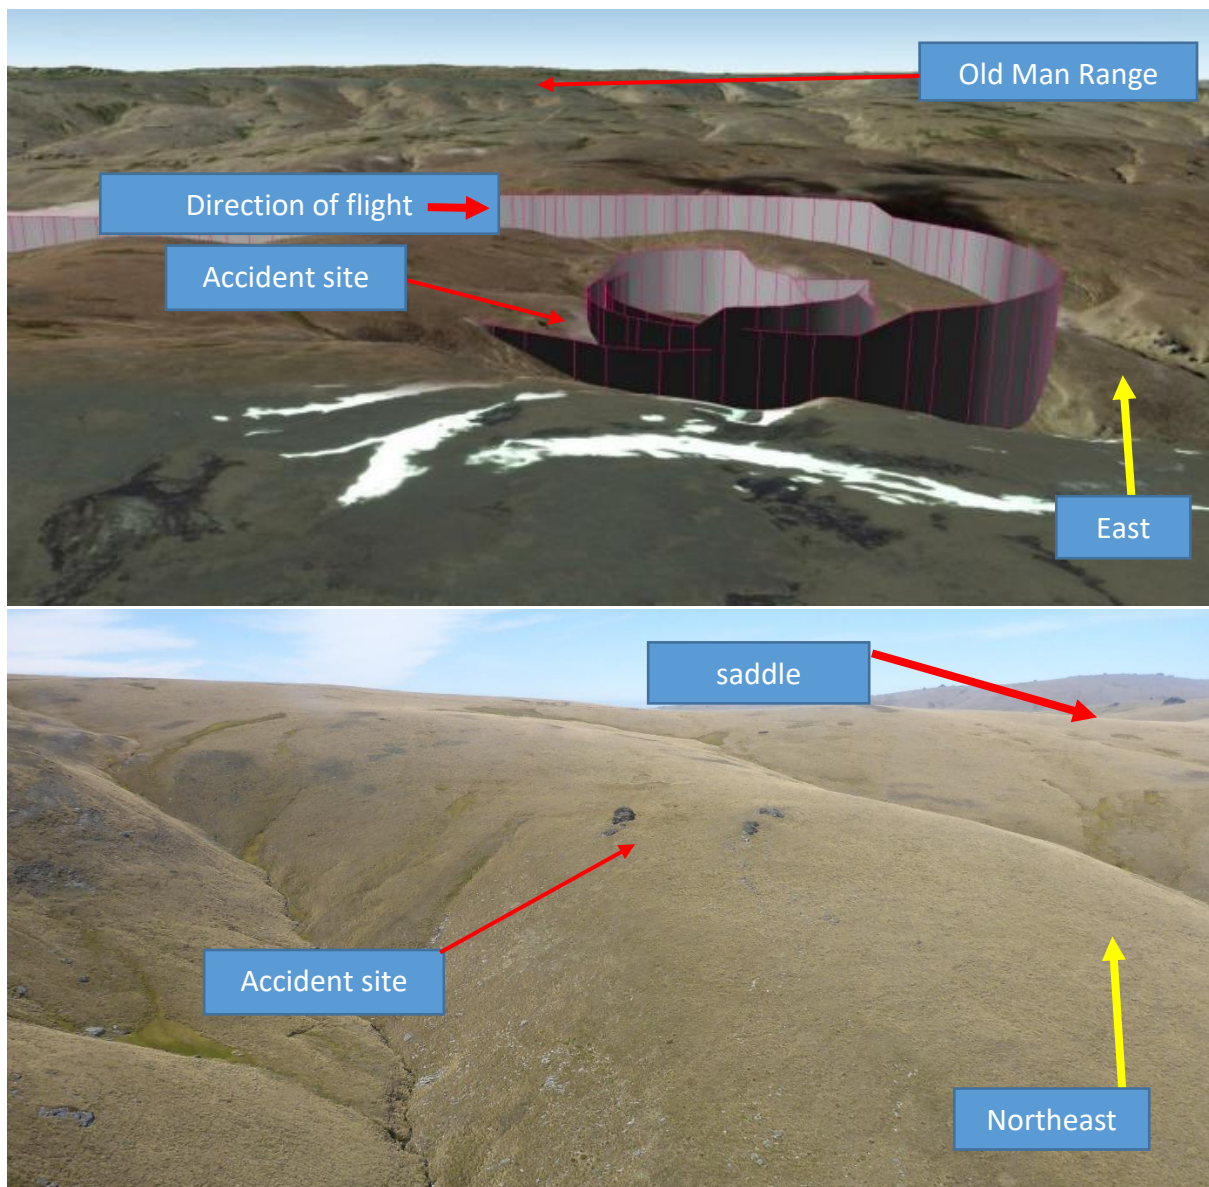 Old Man Range
Direction of flight
Accident site
East
saddle
Accident site
Northeast